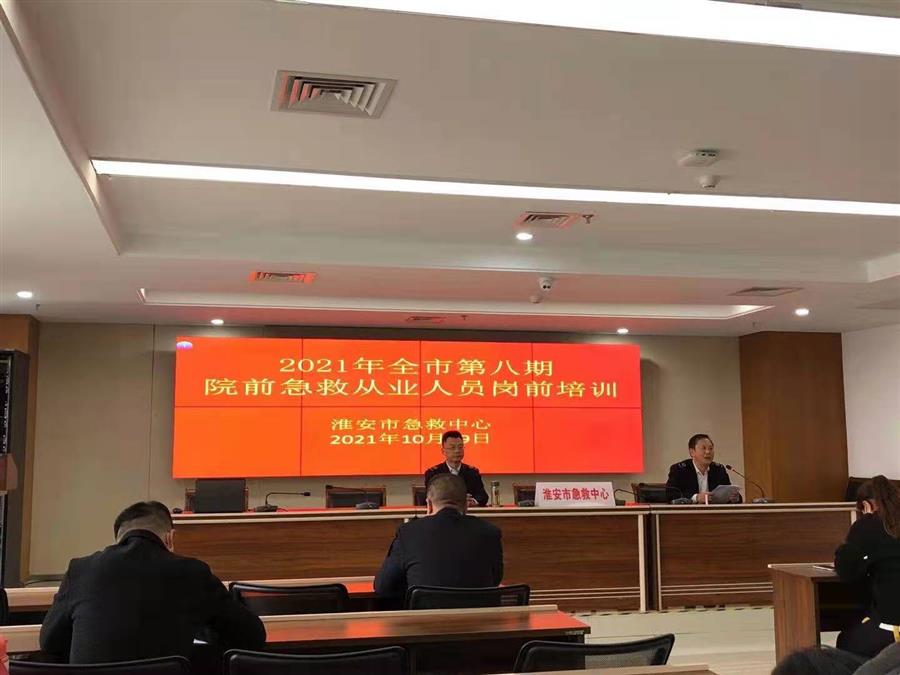 2021年全市第八期
院前急救从业人员岗前培训
淮安市急救中心
2021年10月 9日
淮安市急救中心